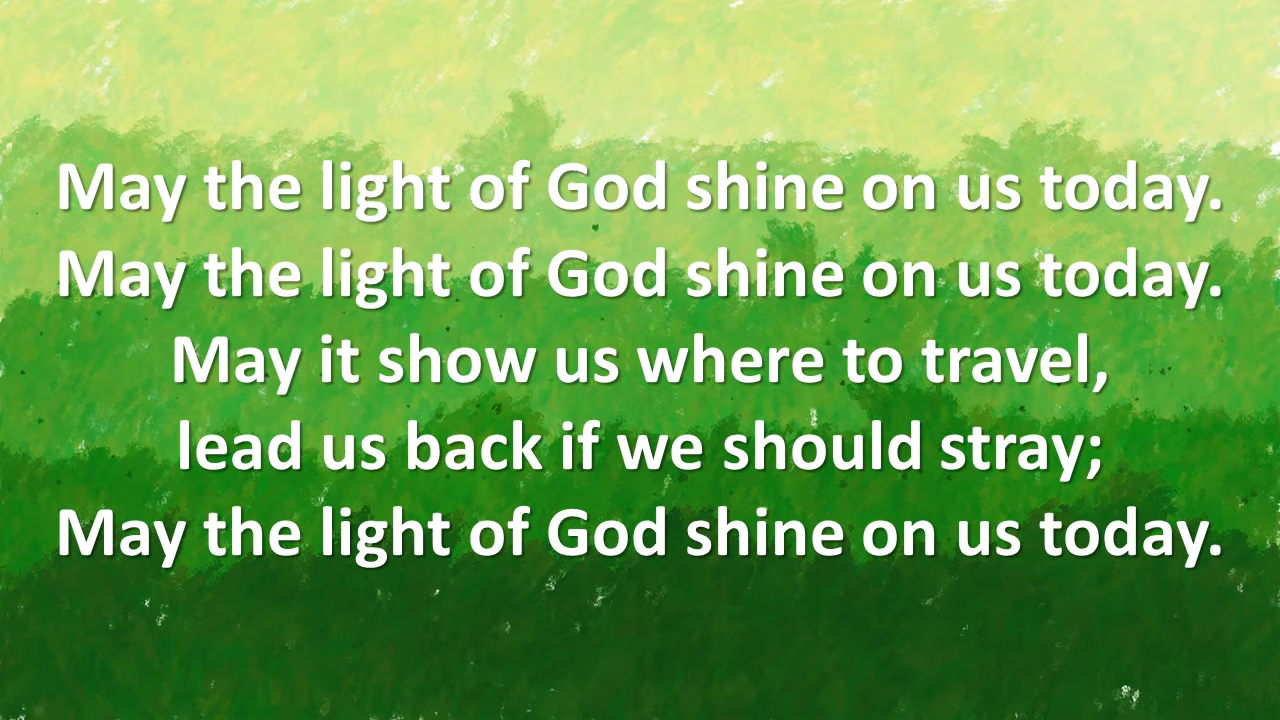 May the light of God shine on us today.
May the light of God shine on us today.
May it show us where to travel,
lead us back if we should stray;
May the light of God shine on us today.